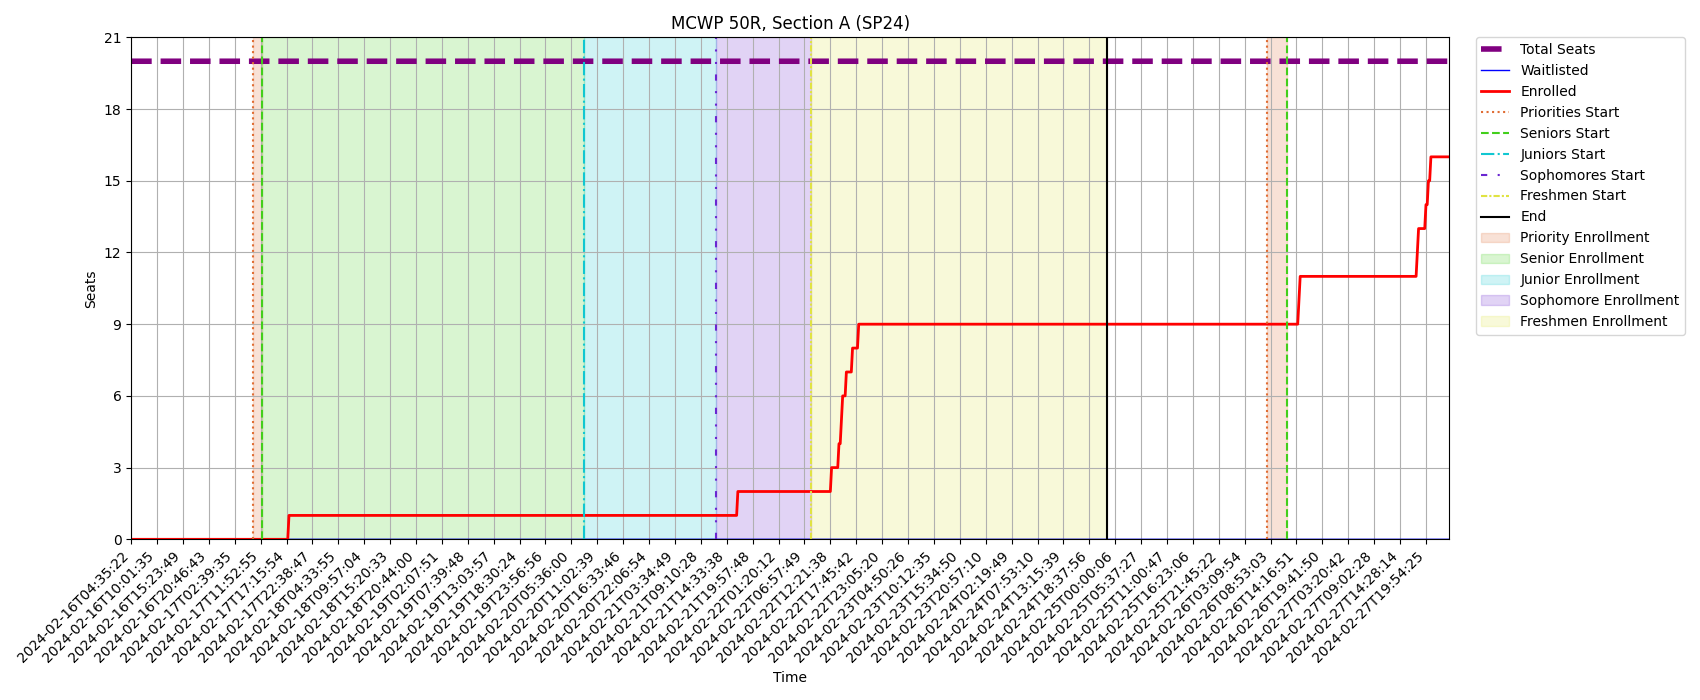 MCWP 50R, Section A (SP24)
21
18
15
12
9
6
3
0
Seats
2024-02-16T04:35:22
2024-02-16T10:01:35
2024-02-16T15:23:49
2024-02-16T20:46:43
2024-02-17T02:39:35
2024-02-17T11:52:55
2024-02-17T17:15:54
2024-02-17T22:38:47
2024-02-18T04:33:55
2024-02-18T09:57:04
2024-02-18T15:20:33
2024-02-18T20:44:00
2024-02-19T02:07:51
2024-02-19T07:39:48
2024-02-19T13:03:57
2024-02-19T18:30:24
2024-02-19T23:56:56
2024-02-20T05:36:00
2024-02-20T11:02:39
2024-02-20T16:33:46
2024-02-20T22:06:54
2024-02-21T03:34:49
2024-02-21T09:10:28
2024-02-21T14:33:38
2024-02-21T19:57:48
2024-02-22T01:20:12
2024-02-22T06:57:49
2024-02-22T12:21:38
2024-02-22T17:45:42
2024-02-22T23:05:20
2024-02-23T04:50:26
2024-02-23T10:12:35
2024-02-23T15:34:50
2024-02-23T20:57:10
2024-02-24T02:19:49
2024-02-24T07:53:10
2024-02-24T13:15:39
2024-02-24T18:37:56
2024-02-25T00:00:06
2024-02-25T05:37:27
2024-02-25T11:00:47
2024-02-25T16:23:06
2024-02-25T21:45:22
2024-02-26T03:09:54
2024-02-26T08:53:03
2024-02-26T14:16:51
2024-02-26T19:41:50
2024-02-27T03:20:42
2024-02-27T09:02:28
2024-02-27T14:28:14
2024-02-27T19:54:25
Time
Total Seats
Waitlisted
Enrolled
Priorities Start
Seniors Start
Juniors Start
Sophomores Start
Freshmen Start
End
Priority Enrollment
Senior Enrollment
Junior Enrollment
Sophomore Enrollment
Freshmen Enrollment